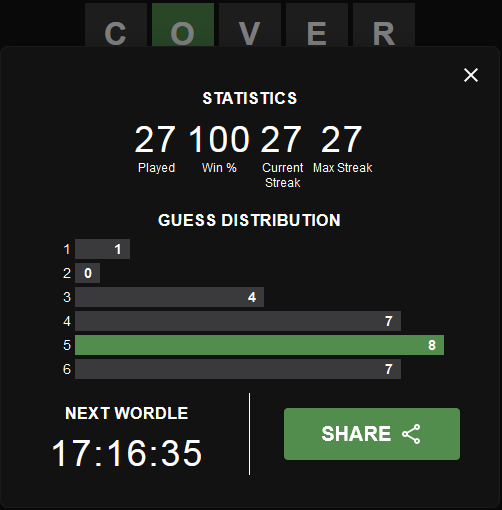 C O V E R
STATISTICS
27 100 27 27
Played Win % Current Streak Max Streak
GUESS DISTRIBUTION
1 1
2 0
3 4
4 7
5 8
6 7
NEXT WORDLE
17:16:35
SHARE